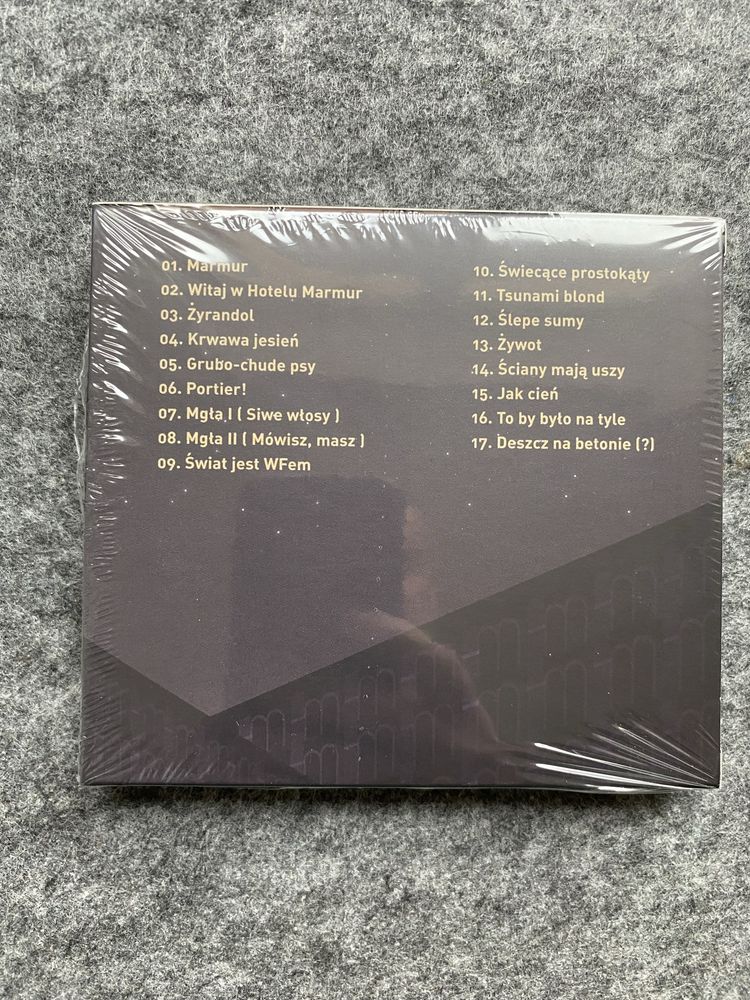 01. Marmur
02. Witaj w Hotelu Marmur
03. Żyrandol
04. Krwawa jesień
05. Grubo-chude psy
06. Portier!
07. Mgła I ( Siwe włosy )
08. Mgła II ( Mówisz, masz )
09. Świat jest WFem
10. Świecące prostokąty
11. Tsunami blond
12. Ślepe sumy
13. Żywot
14. Ściany mają uszy
15. Jak cień
16. To by było na tyle
17. Deszcz na betonie (?)